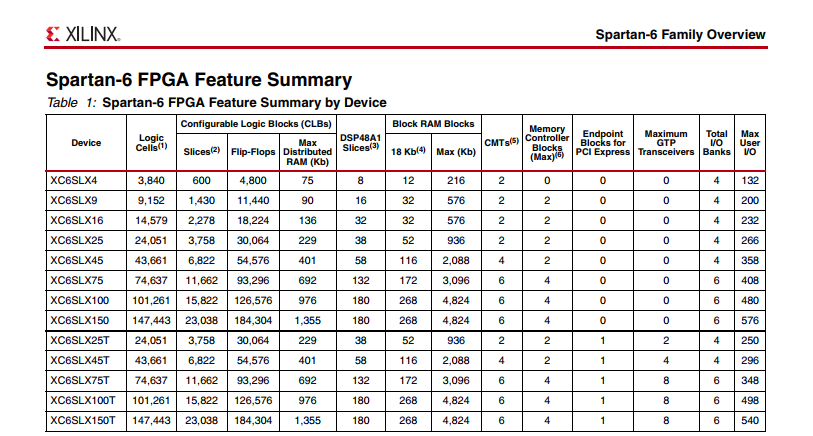 XILINX®
Spartan-6 Family Overview
Spartan-6 FPGA Feature Summary
Table 1: Spartan-6 FPGA Feature Summary by Device
Device Logic Cells(1) Configurable Logic Blocks (CLBs) DSP48A1 Slices(3) Block RAM Blocks CMTs(5) Memory Controller Blocks (Max)(6) Endpoint Blocks for PCI Express Maximum GTP Transceivers Total I/O Banks Max User I/O
Slices(2) Flip-Flops Max Distributed RAM (Kb) 18 Kb(4) Max (Kb)
XC6SLX4 3,840 600 4,800 75 8 12 216 2 0 0 0 4 132
XC6SLX9 9,152 1,430 11,440 90 16 32 576 2 2 0 0 4 200
XC6SLX16 14,579 2,278 18,224 136 32 32 576 2 2 0 0 4 232
XC6SLX25 24,051 3,758 30,064 229 38 52 936 2 2 0 0 4 266
XC6SLX45 43,661 6,822 54,576 401 58 116 2,088 4 2 0 0 4 358
XC6SLX75 74,637 11,662 93,296 692 132 172 3,096 6 4 0 0 6 408
XC6SLX100 101,261 15,822 126,576 976 180 268 4,824 6 4 0 0 6 480
XC6SLX150 147,443 23,038 184,304 1,355 180 268 4,824 6 4 0 0 6 576
XC6SLX25T 24,051 3,758 30,064 229 38 52 936 2 2 1 2 4 250
XC6SLX45T 43,661 6,822 54,576 401 58 116 2,088 4 2 1 4 4 296
XC6SLX75T 74,637 11,662 93,296 692 132 172 3,096 6 4 1 8 6 348
XC6SLX100T 101,261 15,822 126,576 976 180 268 4,824 6 4 1 8 6 498
XC6SLX150T 147,443 23,038 184,304 1,355 180 268 4,824 6 4 1 8 6 540